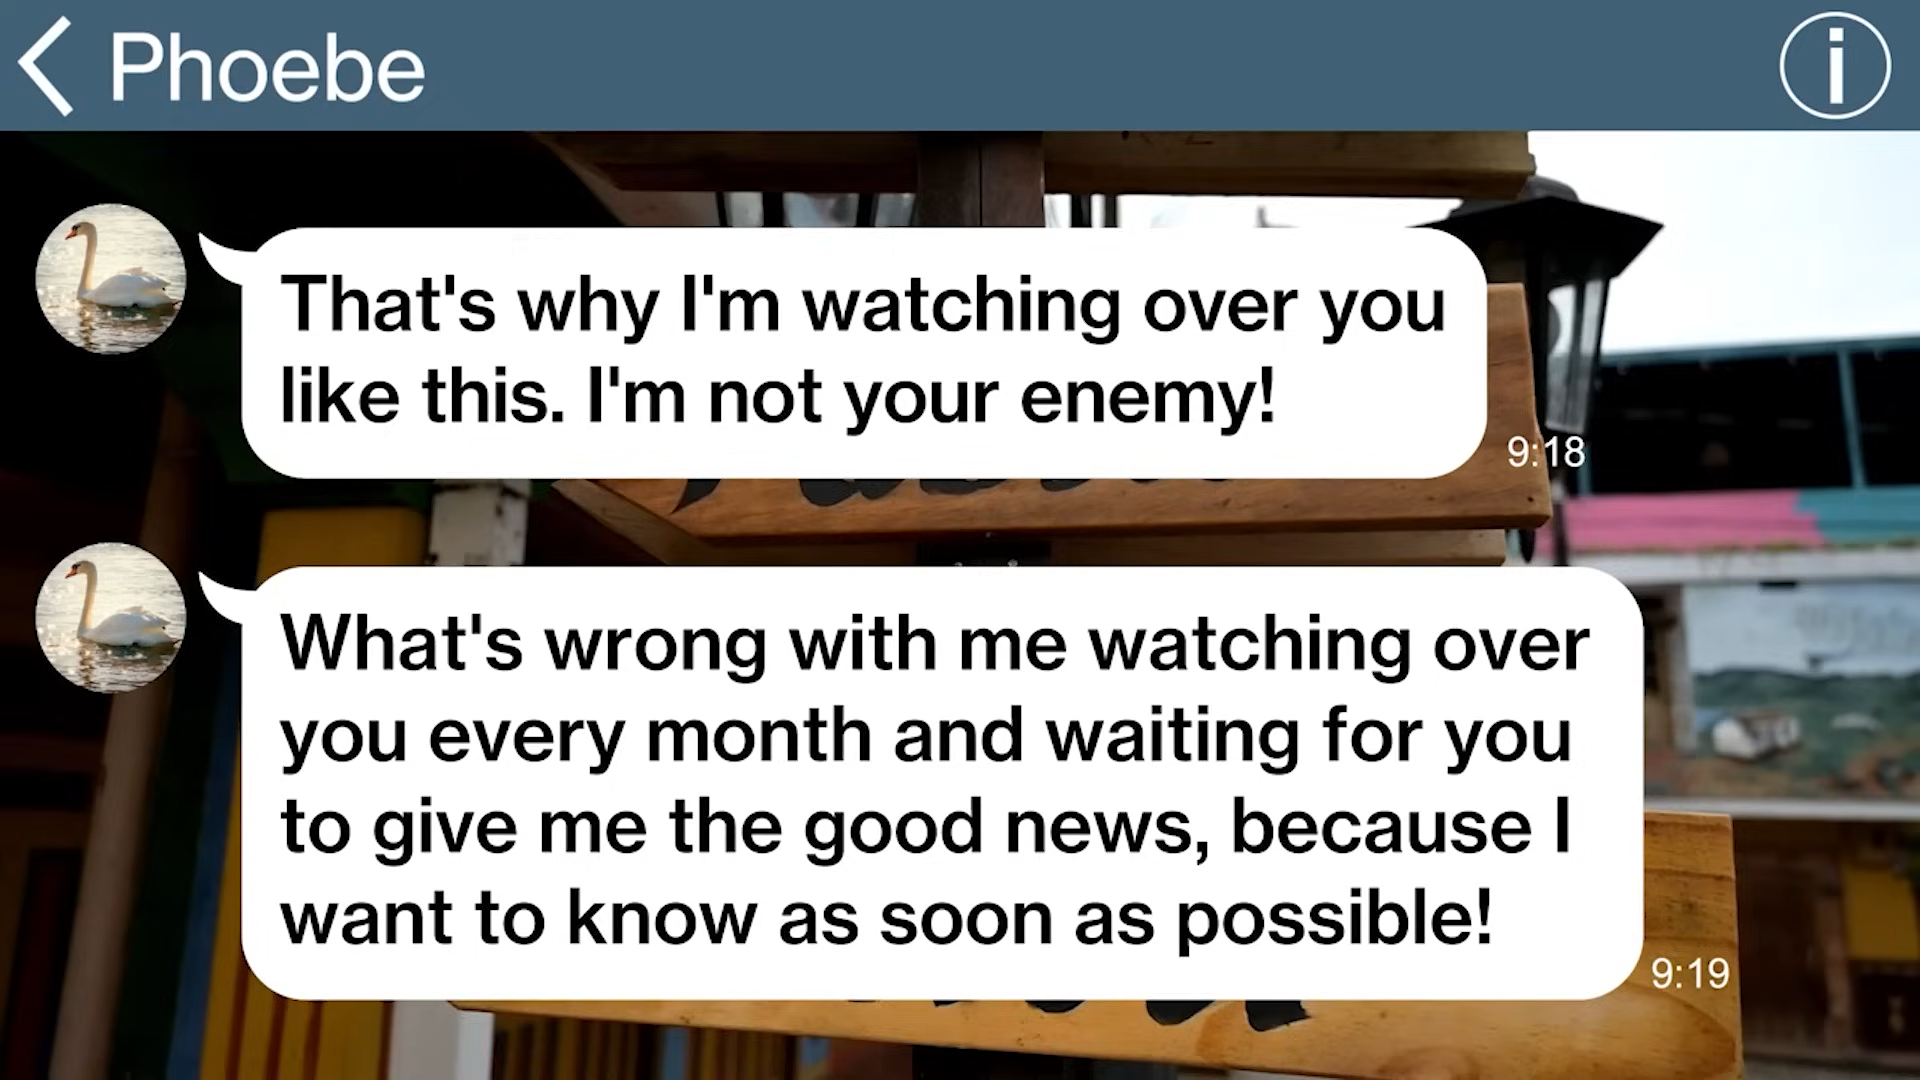 Phoebe
That's why I'm watching over you
like this. I'm not your enemy!
9:18
What's wrong with me watching over
you every month and waiting for you
to give me the good news, because I
want to know as soon as possible!
9:19